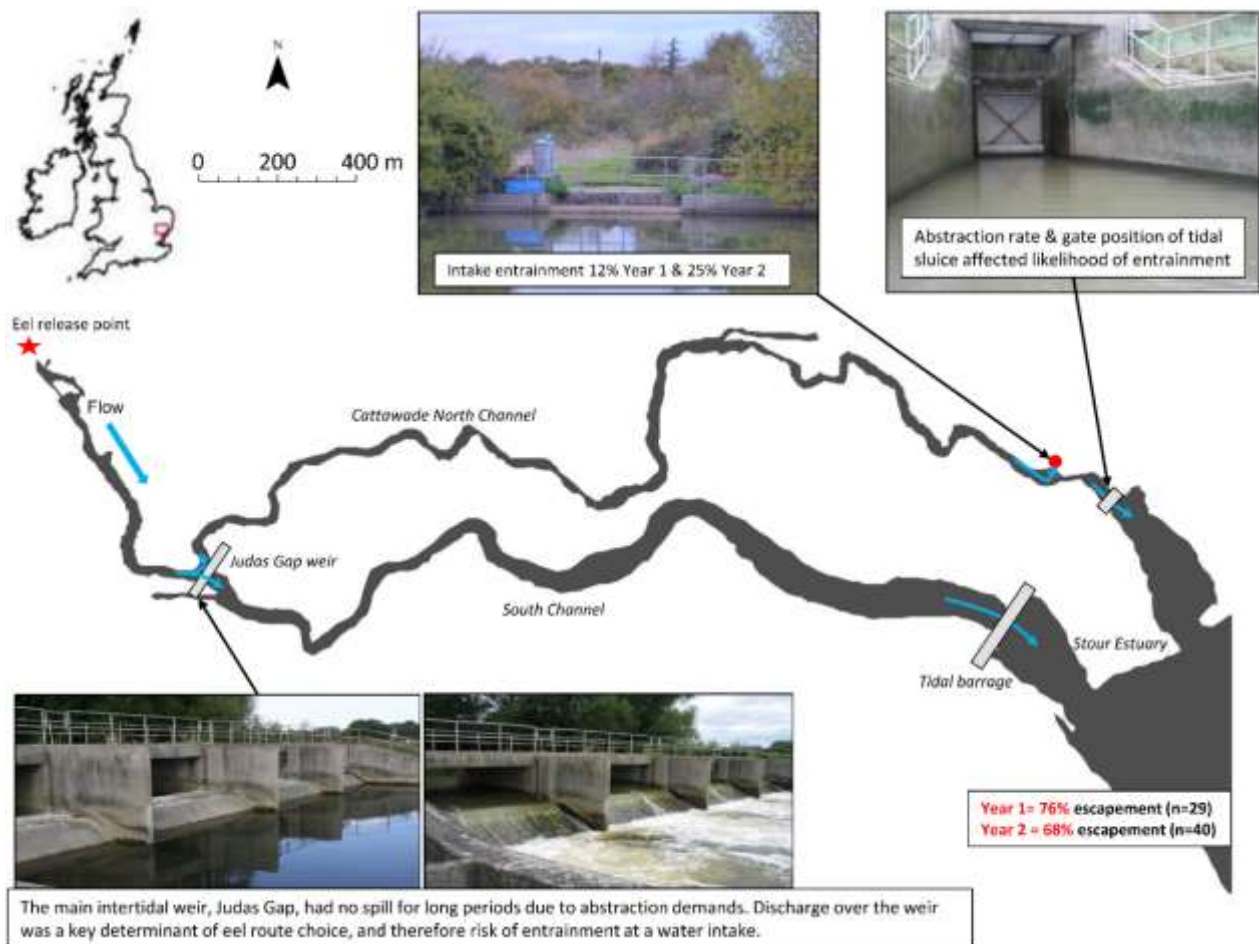 N
0 200 400 m
Intake entrainment 12% Year 1 & 25% Year 2
Abstraction rate & gate position of tidal
sluice affected likelihood of entrainment
Eel release point
Flow
Cattawade North Channel
Judas Gap weir
South Channel
Stour Estuary
Tidal barrage
Year 1= 76% escapement (n=29)
Year 2 = 68% escapement (n=40)
The main intertidal weir, Judas Gap, had no spill for long periods due to abstraction demands. Discharge over the weir
was a key determinant of eel route choice, and therefore risk of entrainment at a water intake.